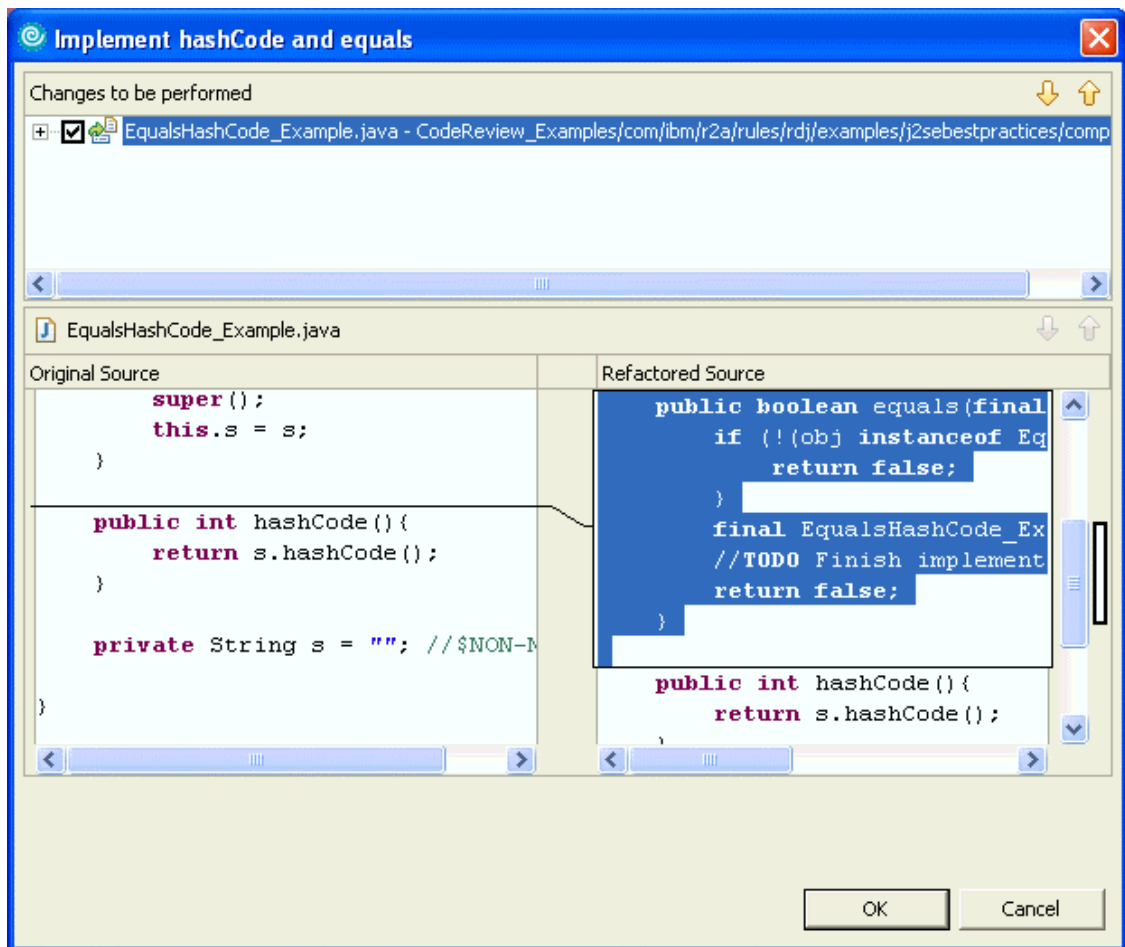 Implement hashCode and equals
Changes to be performed
EqualsHashCode_Example.java - CodeReview_Examples/com/ibm/r2a/rules/rdj/examples/j2sebestpractices/comp
EqualsHashCode_Example.java
Original Source
super();
this.s = s;
}
public int hashCode(){
return s.hashCode();
}
private String s = ""; //$NON-N
}
Refactored Source
public boolean equals(final
if (!(obj instanceof Eq
return false;
}
final EqualsHashCode_Ex
//TODO Finish implement
return false;
}
public int hashCode(){
return s.hashCode();
}
OK
Cancel